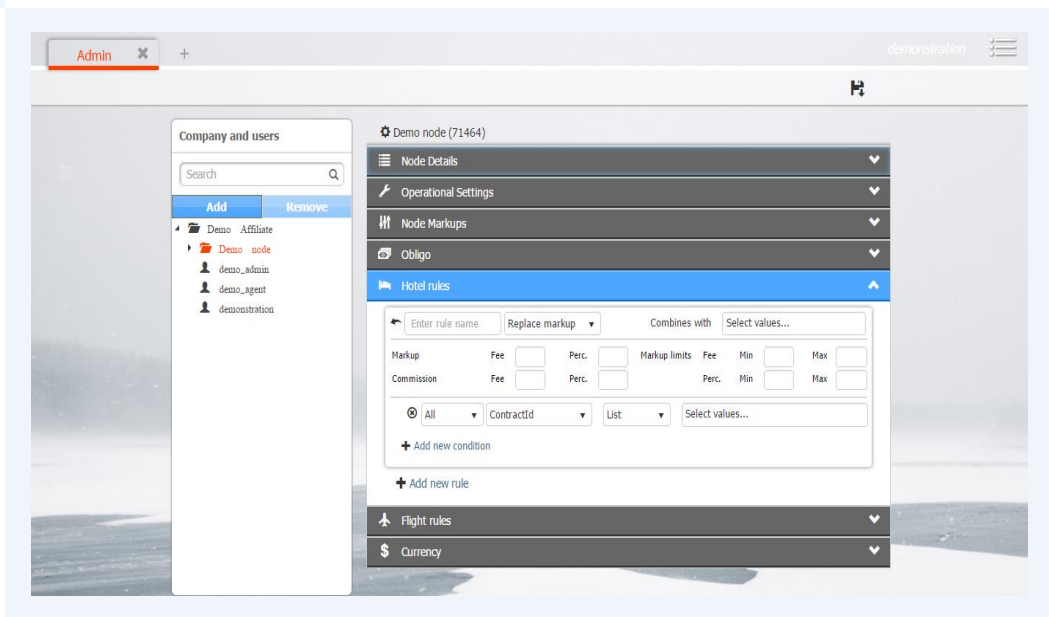 Admin
demonstration
Company and users
Search
Add Remove
Demo Affiliate
Demo node
demo_admin
demo_agent
demonstration
Demo node (71464)
Node Details
Operational Settings
Node Markups
Obligo
Hotel rules
Enter rule name Replace markup Combines with Select values...
Markup Fee Perc. Markup limits Fee Min Max
Commission Fee Perc. Perc. Min Max
All ContractId List Select values...
Add new condition
Add new rule
Flight rules
$ Currency